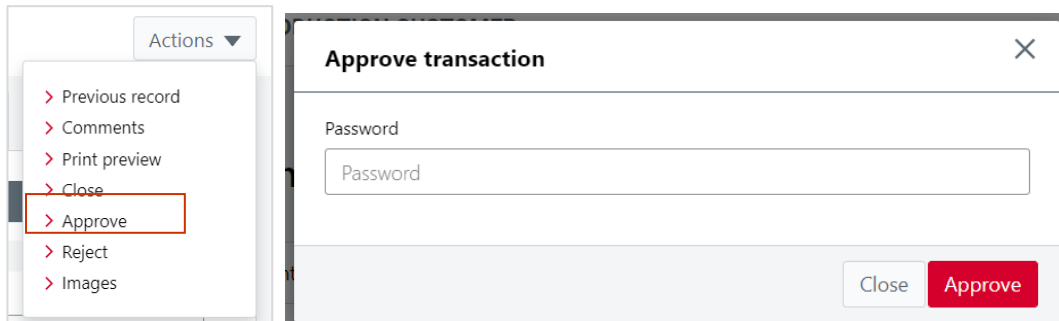 Actions
Previous record
Comments
Print preview
Close
Approve
Reject
Images
Approve transaction
Password
Password
Close
Approve